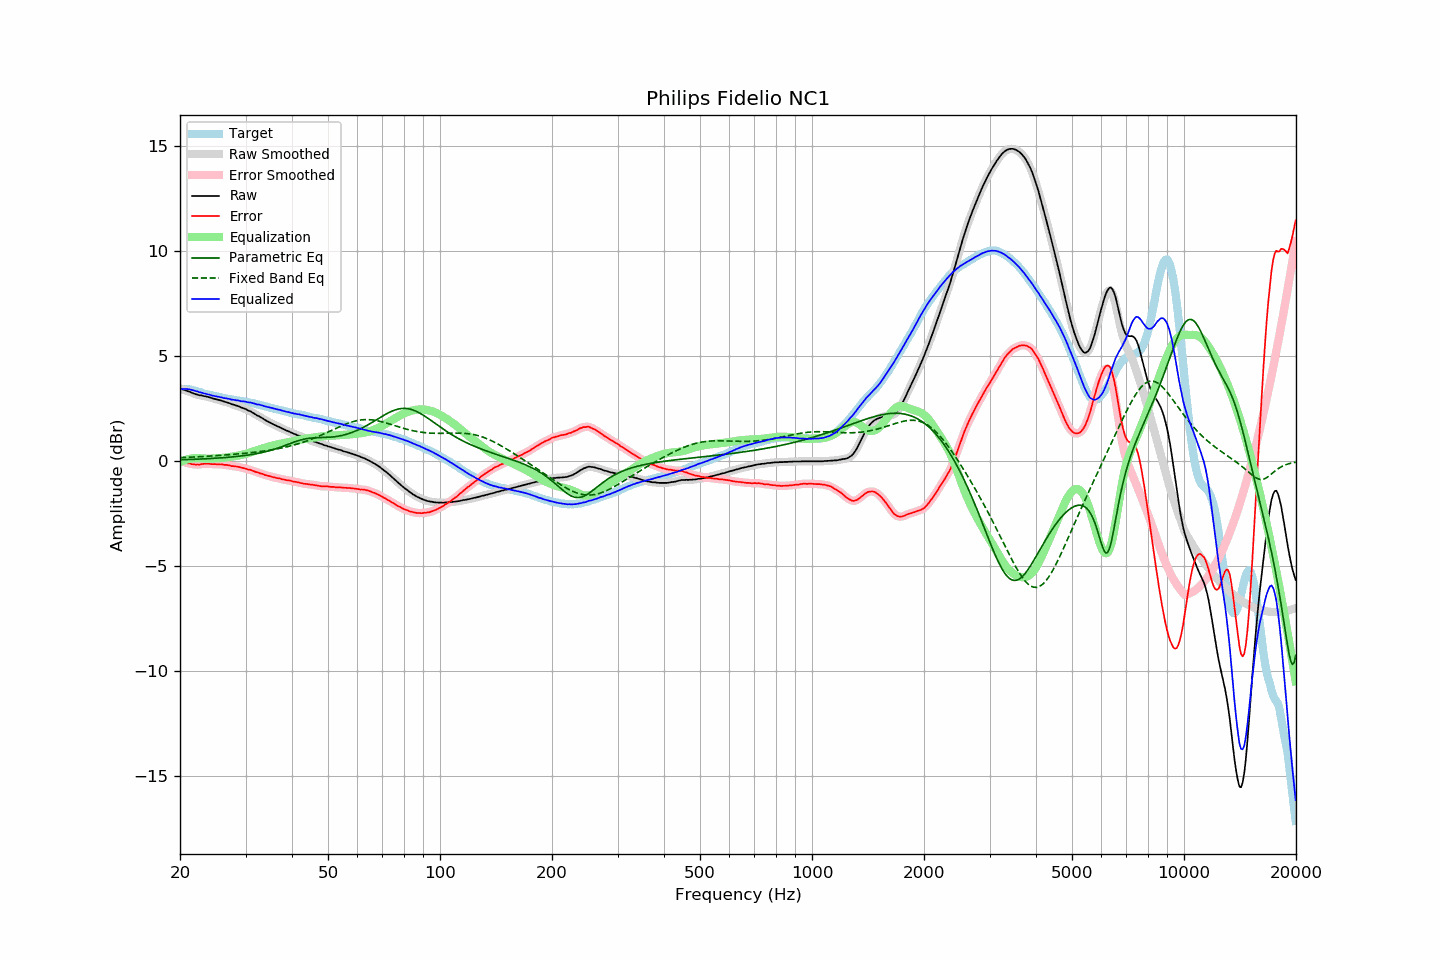 Philips Fidelio NC1
Target
Raw Smoothed
Error Smoothed
Raw
Error
Equalization
Parametric Eq
Fixed Band Eq
Equalized
15
10
5
0
−5
−10
−15
Amplitude (dBr)
20 50 100 200 500 1000 2000 5000 10000 20000
Frequency (Hz)